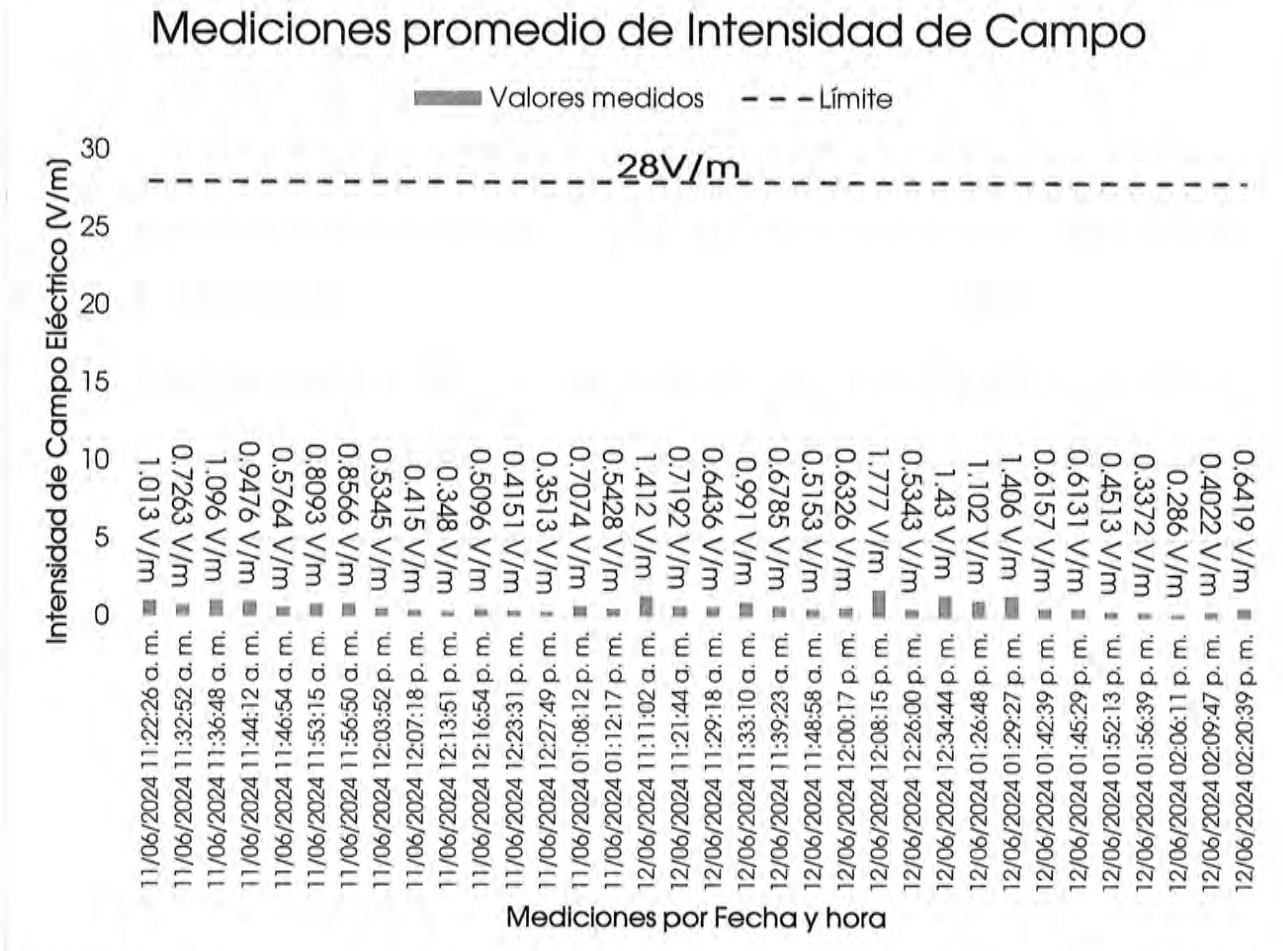 Mediciones promedio de Intensidad de Campo
Valores medidos
Límite
Intensidad de Campo Eléctrico (V/m)
30
25
20
15
10
5
0
28V/m
1.013 V/m
0.7263 V/m
1.096 V/m
0.9476 V/m
0.5764 V/m
0.8093 V/m
0.8566 V/m
0.5345 V/m
0.415 V/m
0.348 V/m
0.5096 V/m
0.4151 V/m
0.3513 V/m
0.7074 V/m
0.5428 V/m
1.412 V/m
0.7192 V/m
0.6436 V/m
0.991 V/m
0.6785 V/m
0.5153 V/m
0.6326 V/m
1.777 V/m
0.5343 V/m
1.43 V/m
1.102 V/m
1.406 V/m
0.6157 V/m
0.6131 V/m
0.4513 V/m
0.3372 V/m
0.286 V/m
0.4022 V/m
0.6419 V/m
11/06/2024 11:22:26 a. m.
11/06/2024 11:32:52 a. m.
11/06/2024 11:36:48 a. m.
11/06/2024 11:44:12 a. m.
11/06/2024 11:46:54 a. m.
11/06/2024 11:53:15 a. m.
11/06/2024 11:56:50 a. m.
11/06/2024 12:03:52 p. m.
11/06/2024 12:07:18 p. m.
11/06/2024 12:13:51 p. m.
11/06/2024 12:16:54 p. m.
11/06/2024 12:23:31 p. m.
11/06/2024 12:27:49 p. m.
11/06/2024 01:08:12 p. m.
11/06/2024 01:12:17 p. m.
12/06/2024 11:11:02 a. m.
12/06/2024 11:21:44 a. m.
12/06/2024 11:29:18 a. m.
12/06/2024 11:33:10 a. m.
12/06/2024 11:39:23 a. m.
12/06/2024 11:48:58 a. m.
12/06/2024 12:00:17 p. m.
12/06/2024 12:08:15 p. m.
12/06/2024 12:26:00 p. m.
12/06/2024 12:34:44 p. m.
12/06/2024 01:26:48 p. m.
12/06/2024 01:29:27 p. m.
12/06/2024 01:42:39 p. m.
12/06/2024 01:45:29 p. m.
12/06/2024 01:52:13 p. m.
12/06/2024 01:56:39 p. m.
12/06/2024 02:06:11 p. m.
12/06/2024 02:09:47 p. m.
12/06/2024 02:20:39 p. m.
Mediciones por Fecha y hora